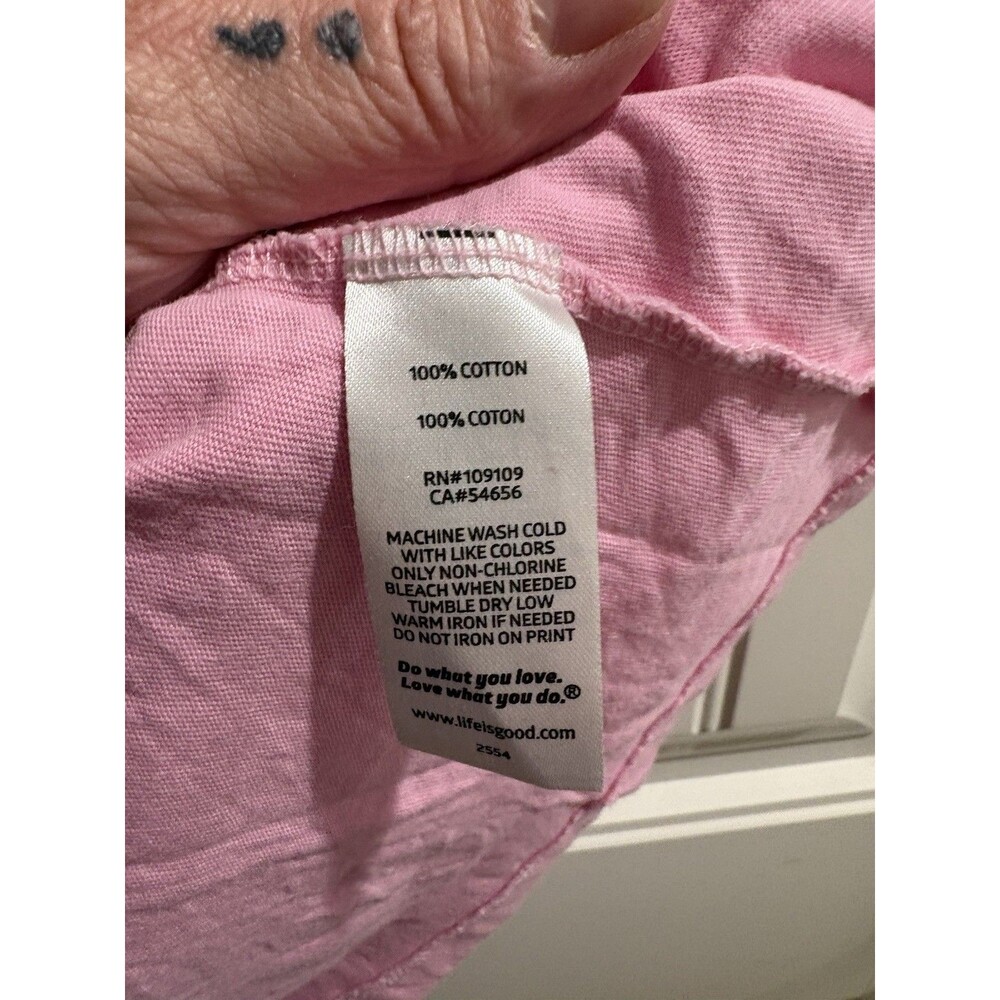 100% COTTON
100% COTON
RN#109109
CA#54656
MACHINE WASH COLD
WITH LIKE COLORS
ONLY NON-CHLORINE
BLEACH WHEN NEEDED
TUMBLE DRY LOW
WARM IRON IF NEEDED
DO NOT IRON ON PRINT
Do what you love.
Love what you do.®
www.lifeisgood.com
2554